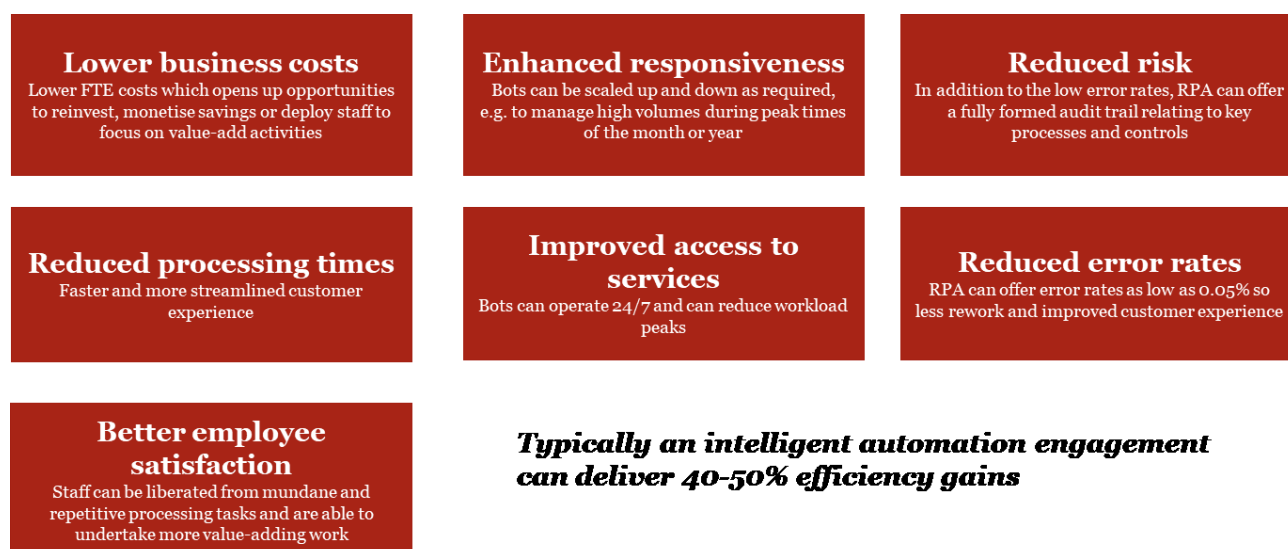 Lower business costs
Lower FTE costs which opens up opportunities
to reinvest, monetise savings or deploy staff to
focus on value-add activities
Enhanced responsiveness
Bots can be scaled up and down as required,
e.g. to manage high volumes during peak times
of the month or year
Reduced risk
In addition to the low error rates, RPA can offer
a fully formed audit trail relating to key
processes and controls
Reduced processing times
Faster and more streamlined customer
experience
Improved access to
services
Bots can operate 24/7 and can reduce workload
peaks
Reduced error rates
RPA can offer error rates as low as 0.05% so
less rework and improved customer experience
Better employee
satisfaction
Staff can be liberated from mundane and
repetitive processing tasks and are able to
undertake more value-adding work
Typically an intelligent automation engagement
can deliver 40-50% efficiency gains